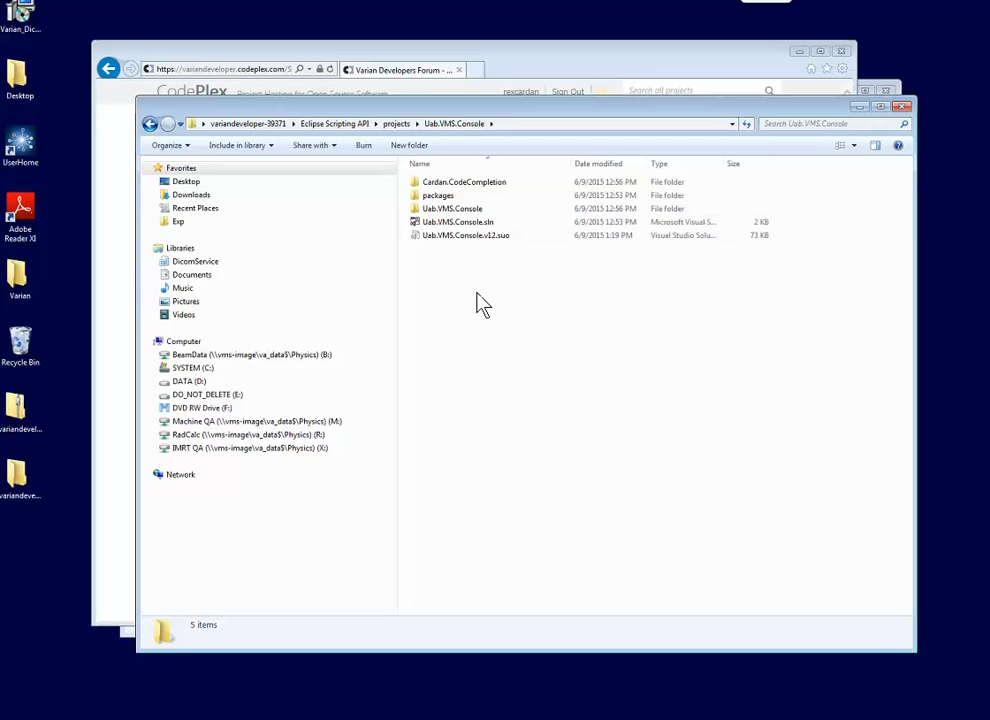 Varian_Dic...
Desktop
UserHome
Adobe
Reader XI
Varian
Recycle Bin
variandevel...
variandeve...
https://variandeveloper.codeplex.com/S
Varian Developers Forum - ...
CodePlex Project Hosting for Open Source Software
rexcardan Sign Out
Search all projects
variandeveloper-39371 Eclipse Scripting API projects Uab.VMS.Console
Search Uab.VMS.Console
Organize Include in library Share with Burn New folder
Favorites
Desktop
Downloads
Recent Places
Exp
Libraries
DicomService
Documents
Music
Pictures
Videos
Computer
BeamData (\\vms-image\va_data$\Physics) (B:)
SYSTEM (C:)
DATA (D:)
DO_NOT_DELETE (E:)
DVD RW Drive (F:)
Machine QA (\\vms-image\va_data$\Physics) (M:)
RadCalc (\\vms-image\va_data$\Physics) (R:)
IMRT QA (\\vms-image\va_data$\Physics) (X:)
Network
Name Date modified Type Size
Cardan.CodeCompletion 6/9/2015 12:56 PM File folder
packages 6/9/2015 12:53 PM File folder
Uab.VMS.Console 6/9/2015 12:56 PM File folder
Uab.VMS.Console.sln 6/9/2015 12:53 PM Microsoft Visual S... 2 KB
Uab.VMS.Console.v12.suo 6/9/2015 1:19 PM Visual Studio Solu... 73 KB
5 items